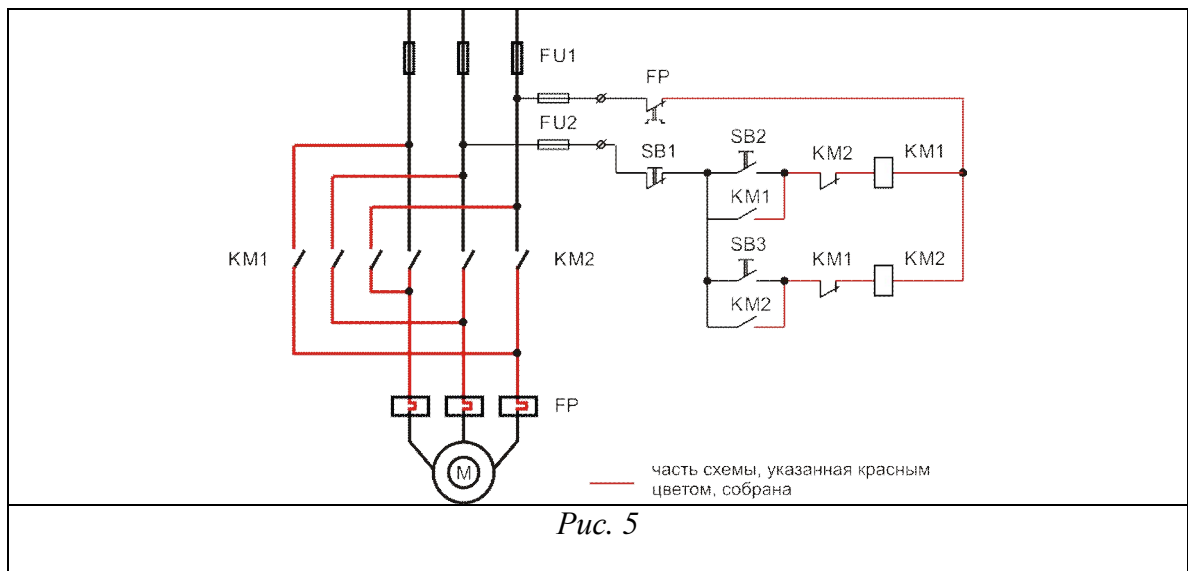 FU1
FP
FU2
SB1
SB2
KM2
KM1
KM1
SB3
KM1
KM2
KM2
KM1
KM2
FP
M
часть схемы, указанная красным
цветом, собрана
Рис. 5